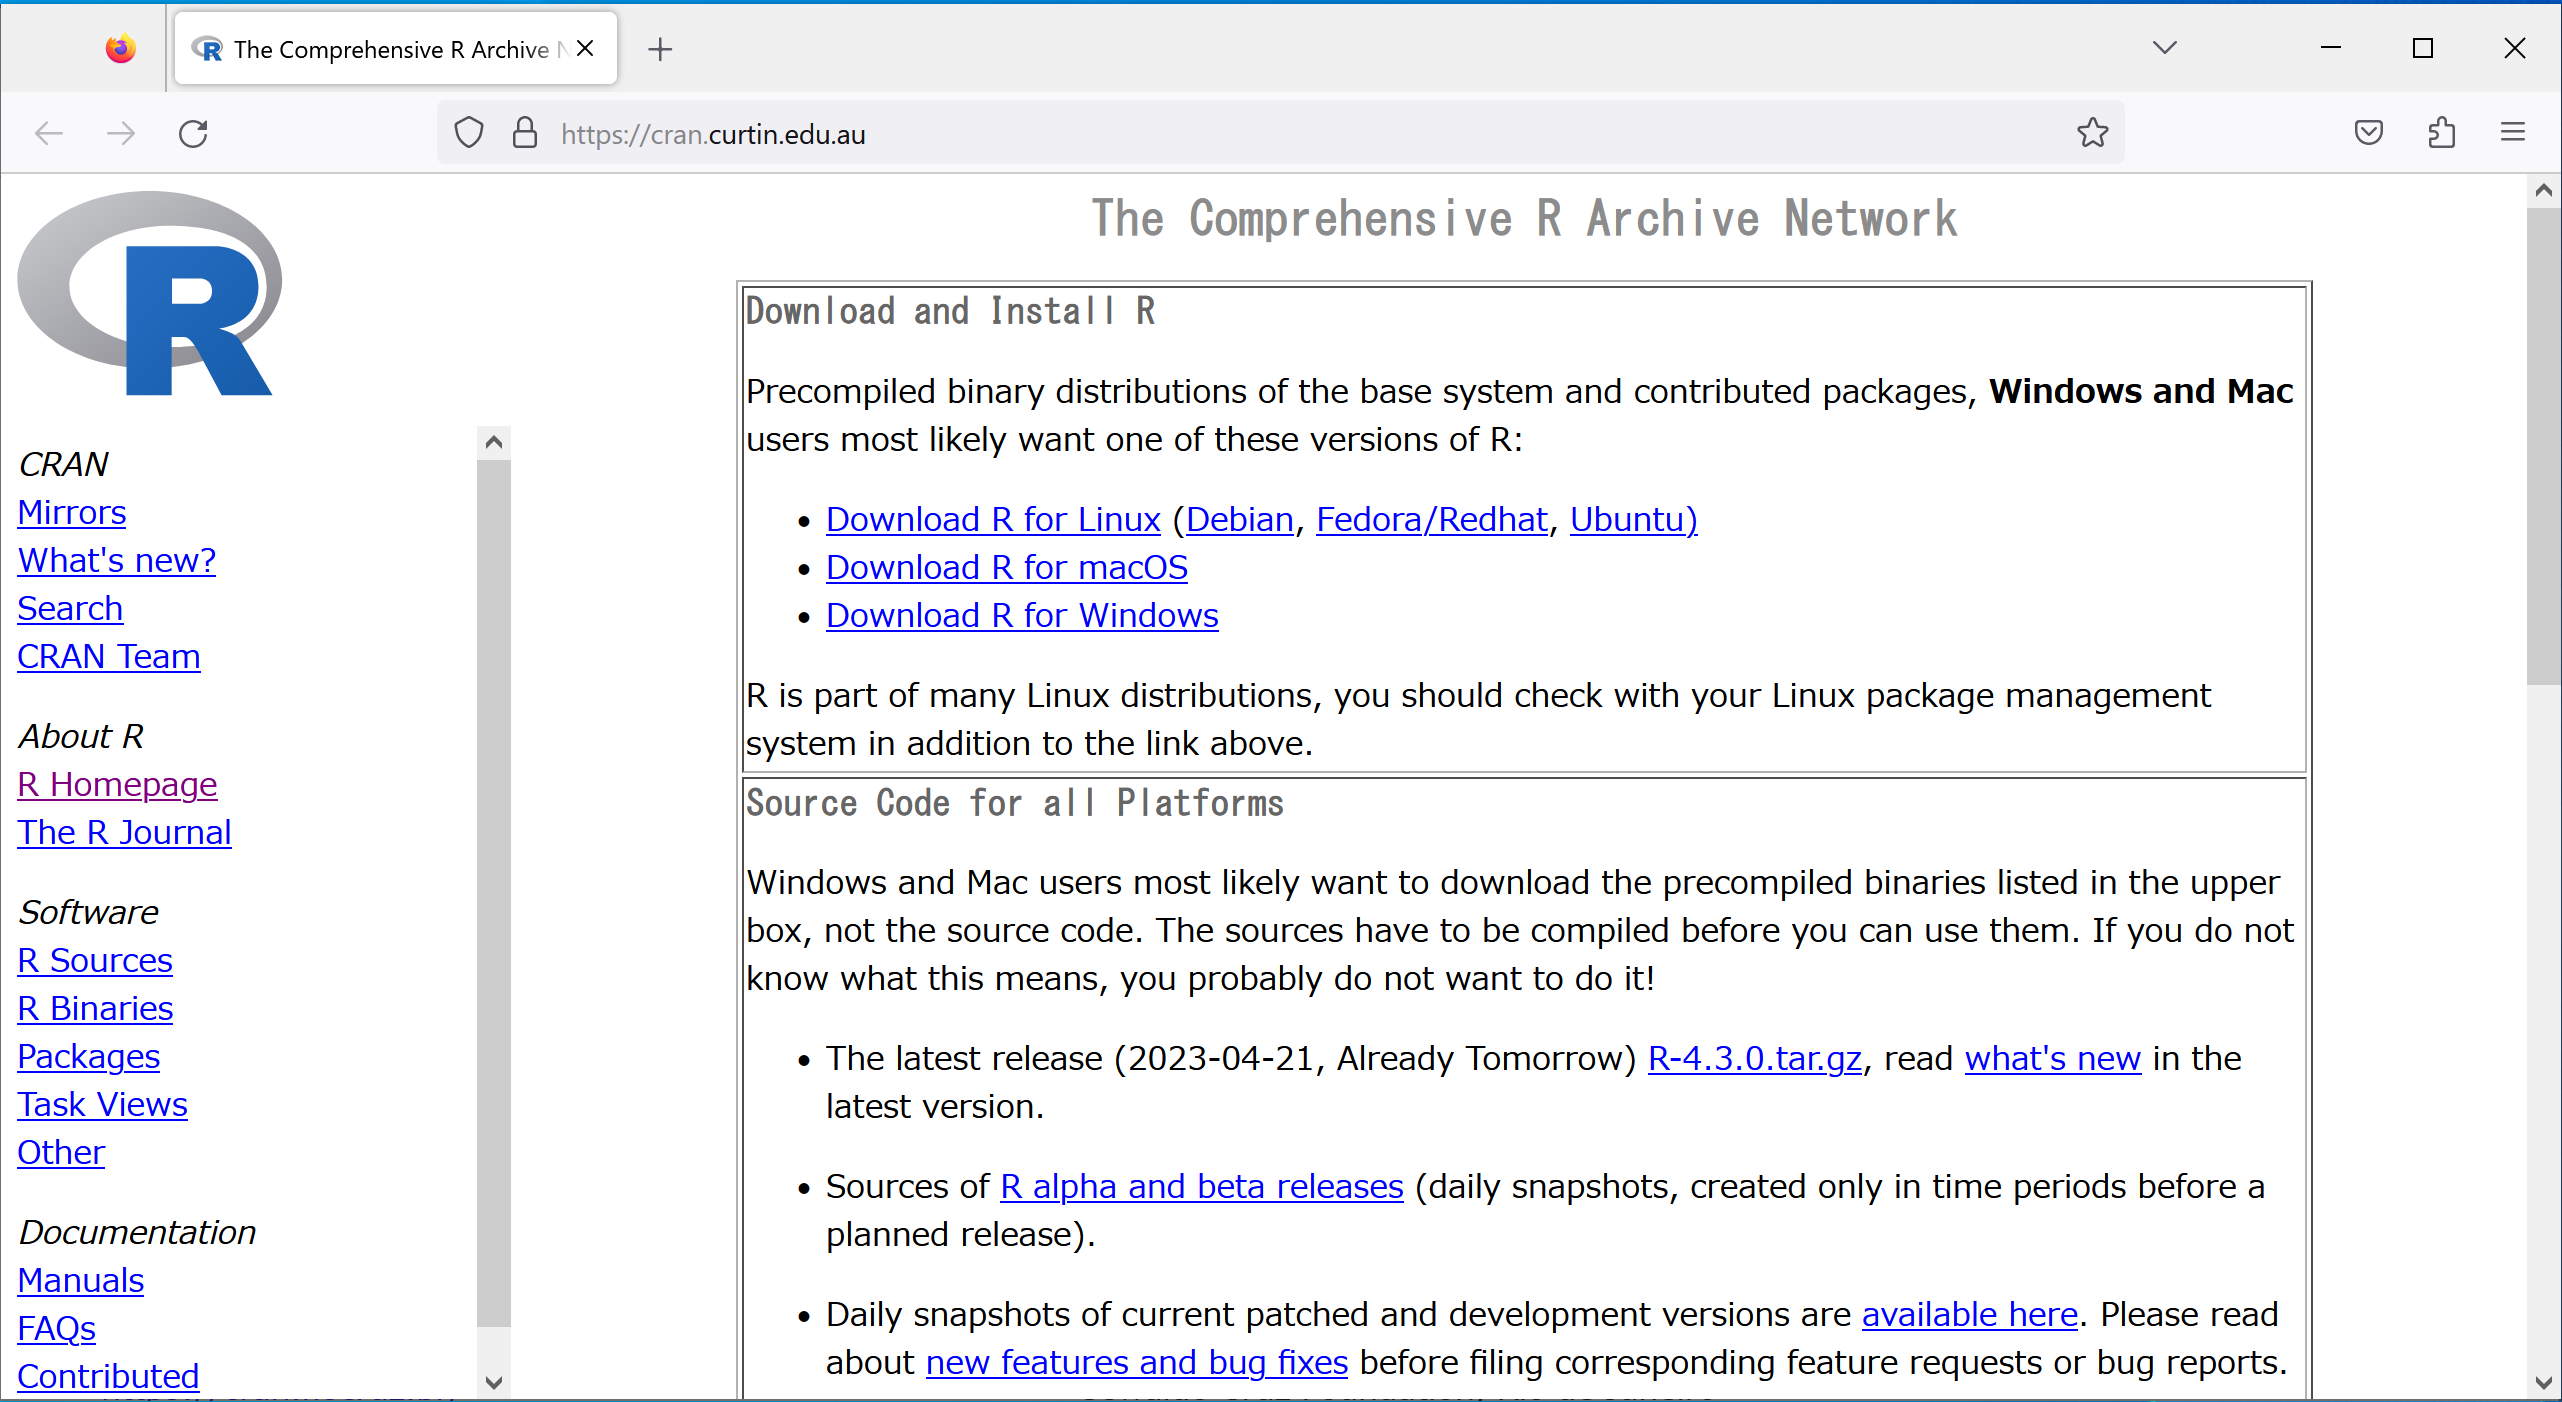 The Comprehensive R Archive N
https://cran.curtin.edu.au
R
CRAN
Mirrors
What's new?
Search
CRAN Team
About R
R Homepage
The R Journal
Software
R Sources
R Binaries
Packages
Task Views
Other
Documentation
Manuals
FAQs
Contributed
The Comprehensive R Archive Network
Download and Install R
Precompiled binary distributions of the base system and contributed packages, Windows and Mac
users most likely want one of these versions of R:
• Download R for Linux (Debian, Fedora/Redhat, Ubuntu)
• Download R for macOS
• Download R for Windows
R is part of many Linux distributions, you should check with your Linux package management
system in addition to the link above.
Source Code for all Platforms
Windows and Mac users most likely want to download the precompiled binaries listed in the upper
box, not the source code. The sources have to be compiled before you can use them. If you do not
know what this means, you probably do not want to do it!
• The latest release (2023-04-21, Already Tomorrow) R-4.3.0.tar.gz, read what's new in the
latest version.
• Sources of R alpha and beta releases (daily snapshots, created only in time periods before a
planned release).
• Daily snapshots of current patched and development versions are available here. Please read
about new features and bug fixes before filing corresponding feature requests or bug reports.